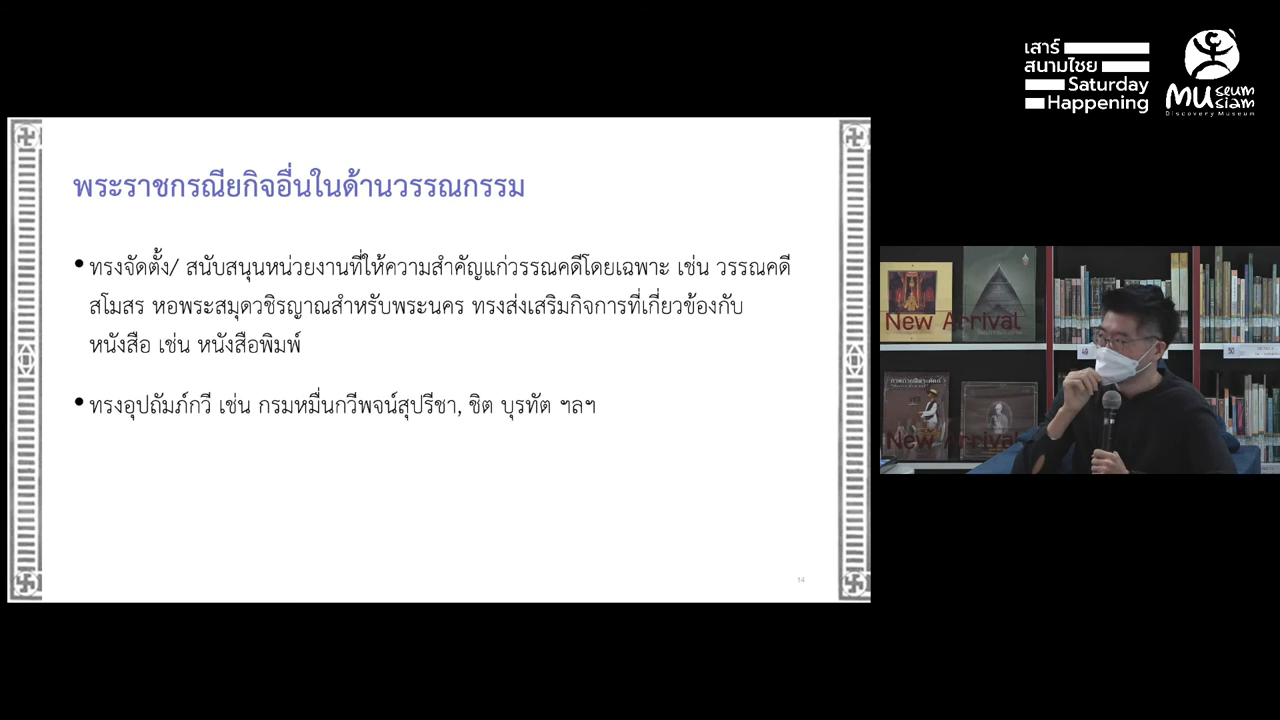 เสาร์
สนามไชย
Saturday
Happening
MUseum
siam
Discovery Museum
พระราชกรณียกิจอื่นในด้านวรรณกรรม
•ทรงจัดตั้ง/ สนับสนุนหน่วยงานที่ให้ความสำคัญแก่วรรณคดีโดยเฉพาะ เช่น วรรณคดี
สโมสร หอพระสมุดวชิรญาณสำหรับพระนคร ทรงส่งเสริมกิจการที่เกี่ยวข้องกับ
หนังสือ เช่น หนังสือพิมพ์
•ทรงอุปถัมภ์กวี เช่น กรมหมื่นกวีพจน์สุปรีชา, ชิต บุรทัต ฯลฯ
14
New Arrival
New Arrival